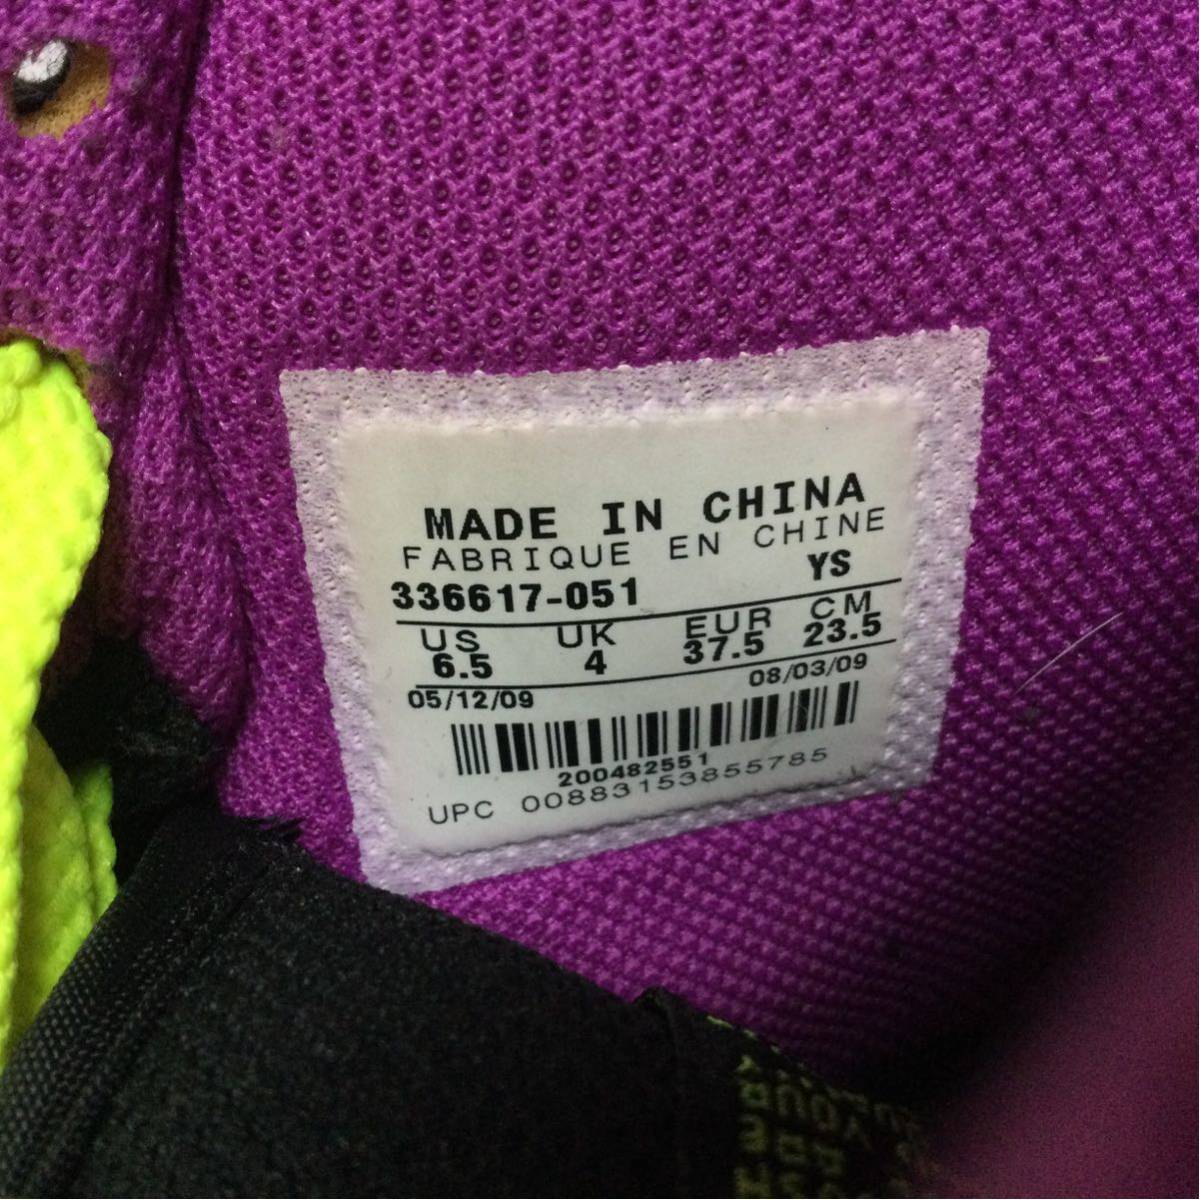 MADE IN CHINA
FABRIQUE EN CHINE
336617-051 YS
US UK EUR CM
6.5 4 37.5 23.5
05/12/09 08/03/09
200482551
UPC 00883153855785